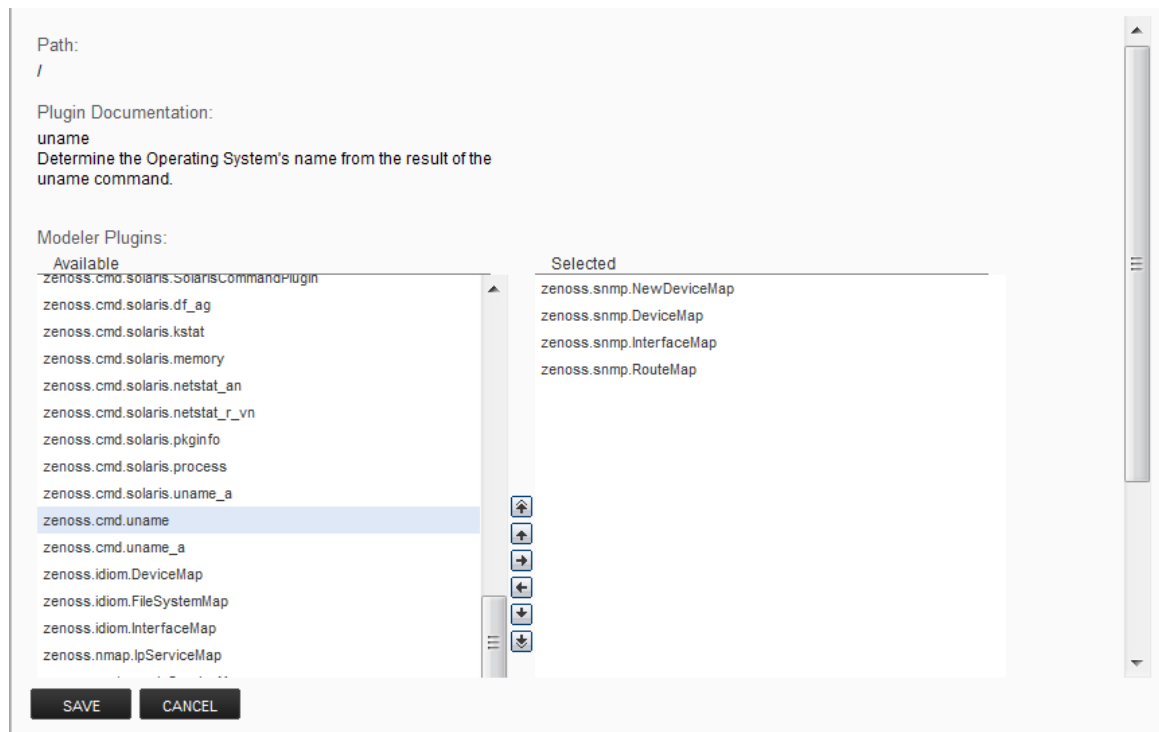 Path:
/
Plugin Documentation:
uname
Determine the Operating System's name from the result of the
uname command.
Modeler Plugins:
Available
zenoss.cmd.solaris.SolarisCommandPlugin
zenoss.cmd.solaris.df_ag
zenoss.cmd.solaris.kstat
zenoss.cmd.solaris.memory
zenoss.cmd.solaris.netstat_an
zenoss.cmd.solaris.netstat_r_vn
zenoss.cmd.solaris.pkginfo
zenoss.cmd.solaris.process
zenoss.cmd.solaris.uname_a
zenoss.cmd.uname
zenoss.cmd.uname_a
zenoss.idiom.DeviceMap
zenoss.idiom.FileSystemMap
zenoss.idiom.InterfaceMap
zenoss.nmap.IpServiceMap
Selected
zenoss.snmp.NewDeviceMap
zenoss.snmp.DeviceMap
zenoss.snmp.InterfaceMap
zenoss.snmp.RouteMap
SAVE
CANCEL